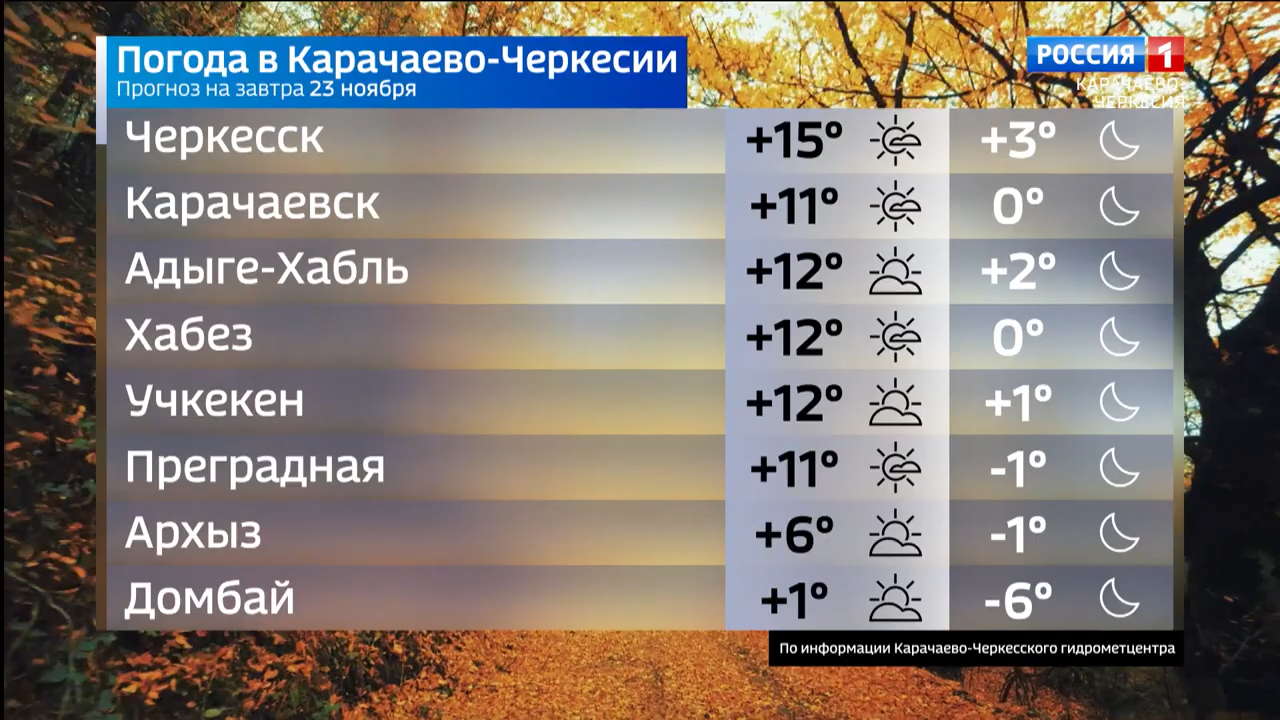 Погода в Карачаево-Черкесии
Прогноз на завтра 23 ноября
РОССИЯ 1
КАРАЧАЕВО-
ЧЕРКЕСИЯ
Черкесск +15° +3°
Карачаевск +11° 0°
Адыге-Хабль +12° +2°
Хабез +12° 0°
Учкекен +12° +1°
Преградная +11° -1°
Архыз +6° -1°
Домбай +1° -6°
По информации Карачаево-Черкесского гидрометцентра